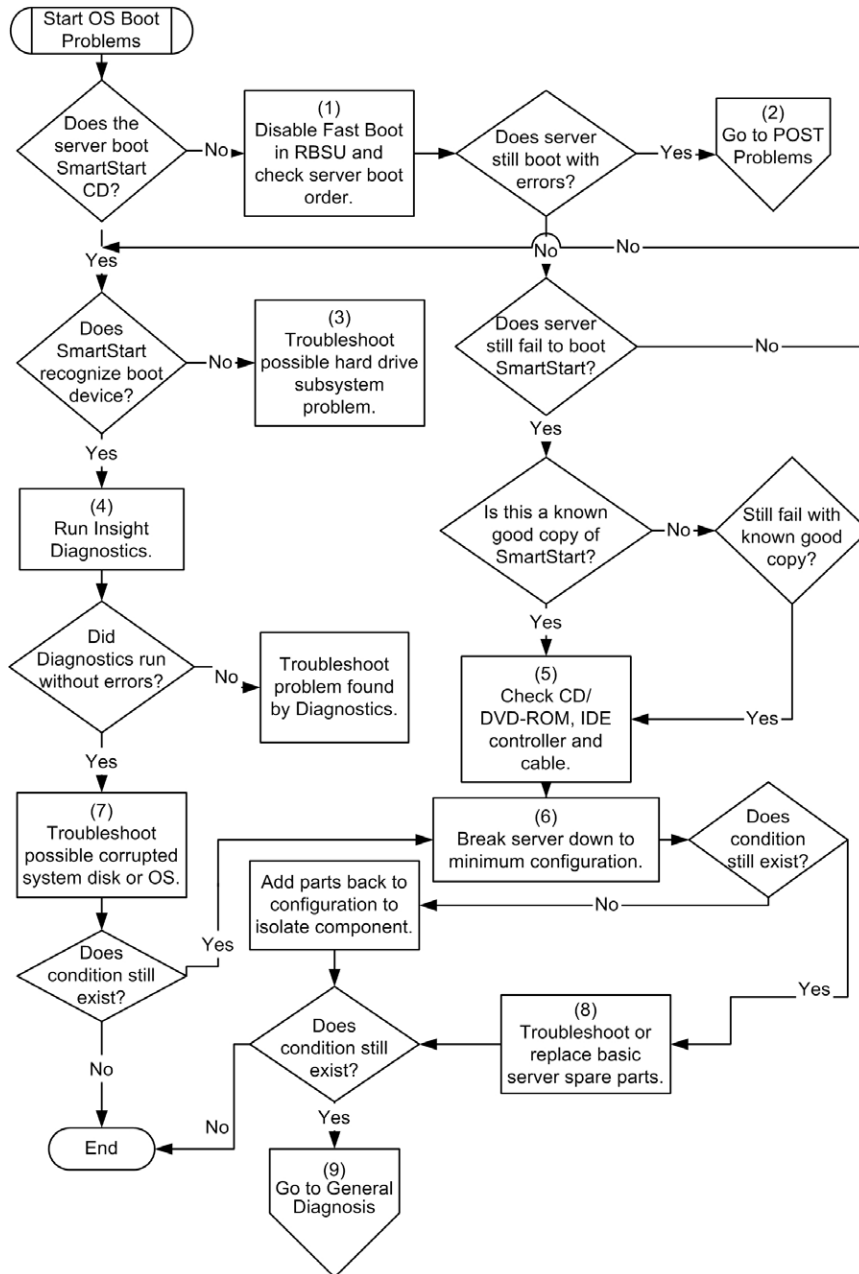 Start OS Boot
Problems
Does the
server boot
SmartStart
CD?
No
(1)
Disable Fast Boot
in RBSU and
check server boot
order.
Does server
still boot with
errors?
Yes
(2)
Go to POST
Problems
Yes
No
No
Does
SmartStart
recognize boot
device?
No
(3)
Troubleshoot
possible hard drive
subsystem
problem.
Does server
still fail to boot
SmartStart?
No
Yes
Yes
(4)
Run Insight
Diagnostics.
Is this a known
good copy of
SmartStart?
No
Still fail with
known good
copy?
Did
Diagnostics run
without errors?
No
Troubleshoot
problem found
by Diagnostics.
Yes
(5)
Check CD/
DVD-ROM, IDE
controller and
cable.
Yes
Yes
(7)
Troubleshoot
possible corrupted
system disk or OS.
(6)
Break server down to
minimum configuration.
Does
condition
still exist?
Add parts back to
configuration to
isolate component.
No
Yes
Does
condition still
exist?
Yes
(8)
Troubleshoot or
replace basic
server spare parts.
Does
condition still
exist?
No
No
Yes
End
(9)
Go to General
Diagnosis